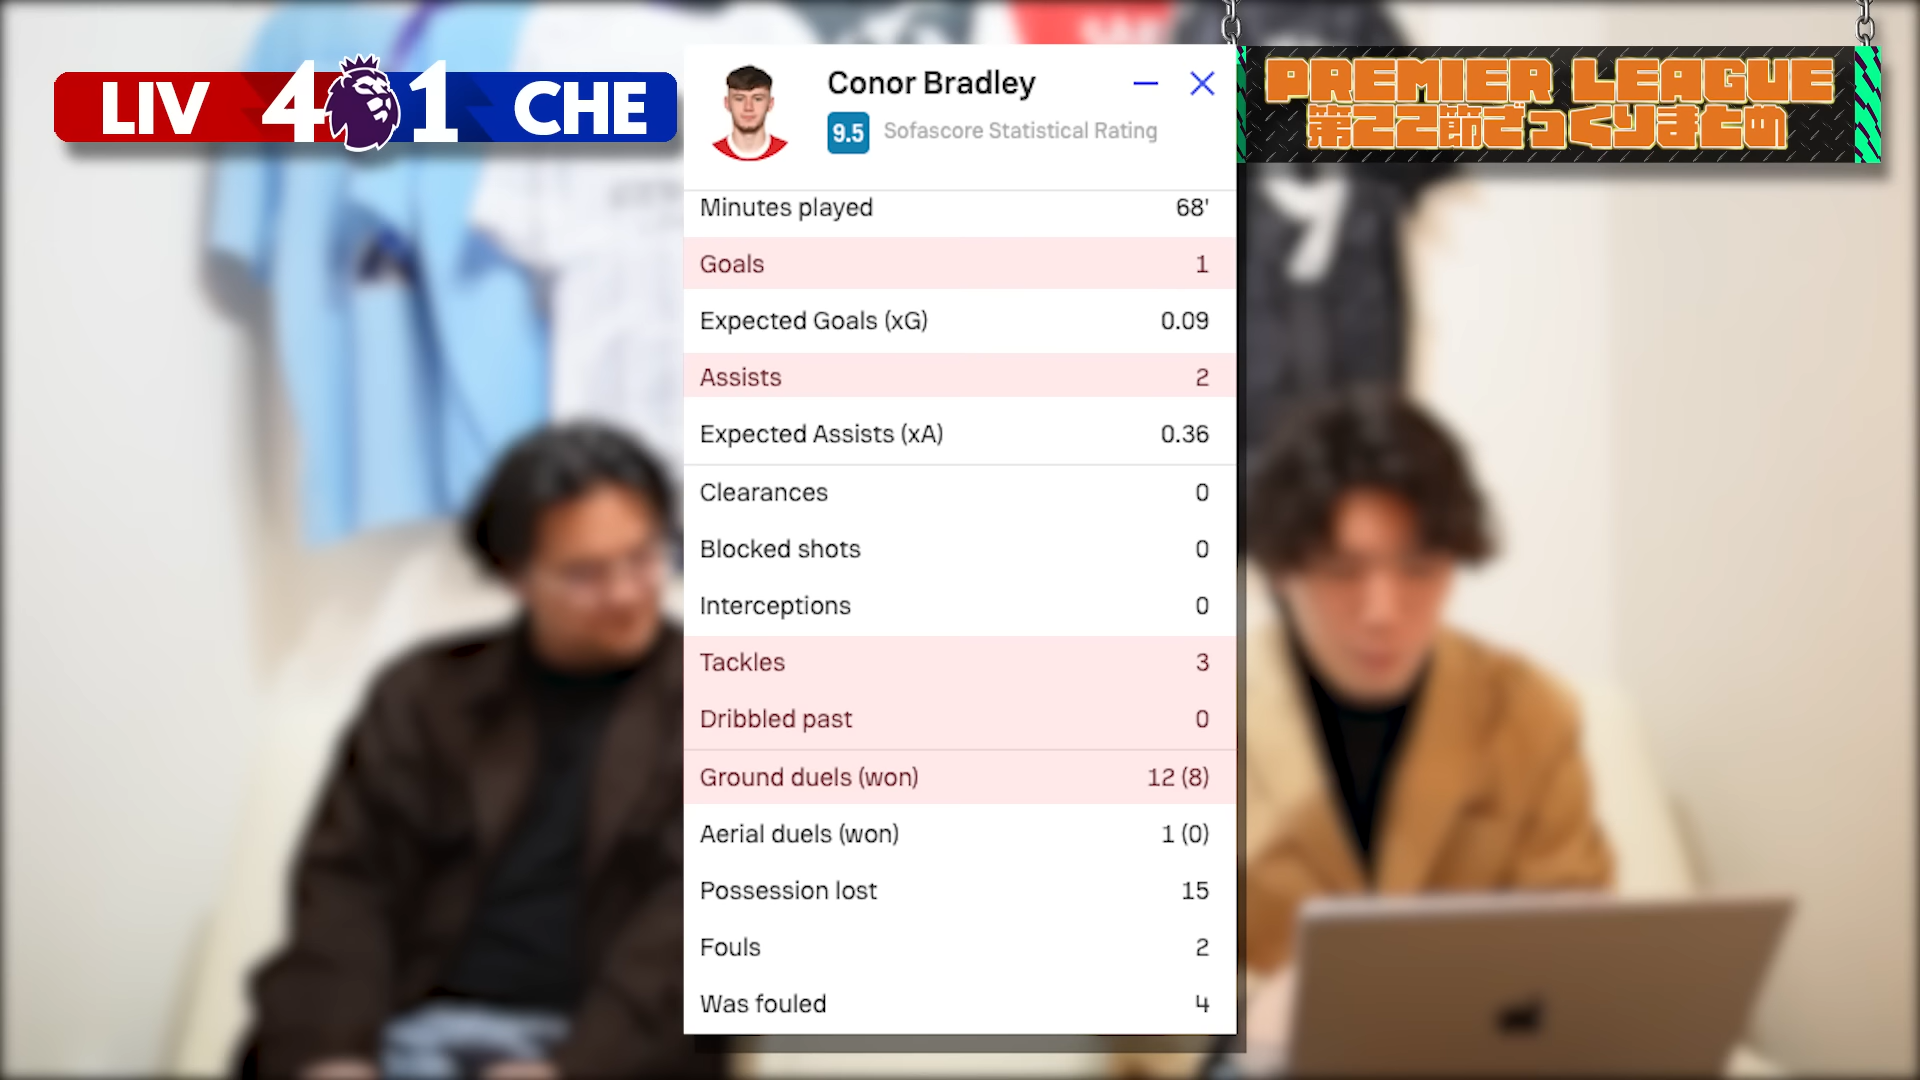 LIV 4 1 CHE
PREMIER LEAGUE
第22節ざっくりまとめ
Conor Bradley
9.5 Sofascore Statistical Rating
Minutes played 68'
Goals 1
Expected Goals (xG) 0.09
Assists 2
Expected Assists (xA) 0.36
Clearances 0
Blocked shots 0
Interceptions 0
Tackles 3
Dribbled past 0
Ground duels (won) 12 (8)
Aerial duels (won) 1 (0)
Possession lost 15
Fouls 2
Was fouled 4
9